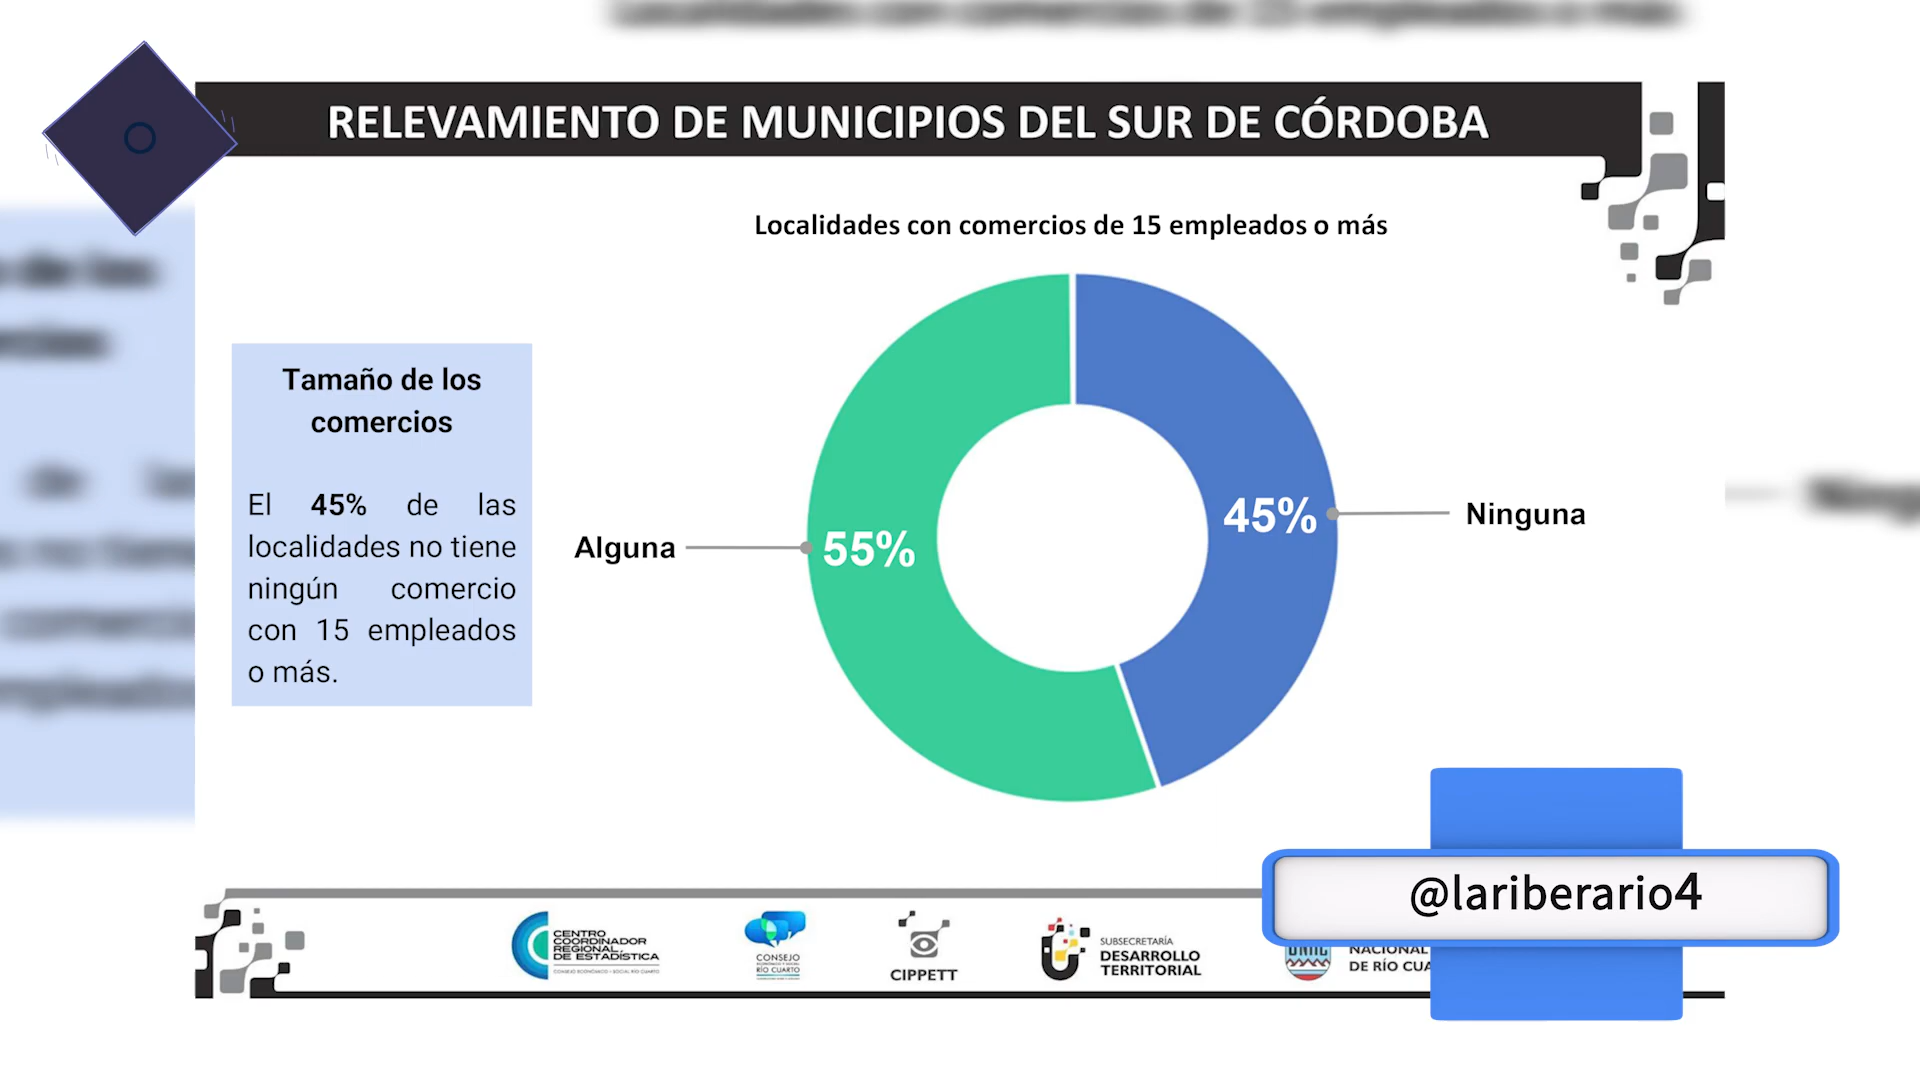 RELEVAMIENTO DE MUNICIPIOS DEL SUR DE CÓRDOBA
Localidades con comercios de 15 empleados o más
Tamaño de los
comercios
El 45% de las
localidades no tiene
ningún comercio
con 15 empleados
o más.
Alguna
55%
45%
Ninguna
@lariberario4
CENTRO
COORDINADOR
REGIONAL
DE ESTADÍSTICA
CONSEJO
RÍO CUARTO
CIPPETT
SUBSECRETARÍA
DESARROLLO
TERRITORIAL
NACIONAL
DE RÍO